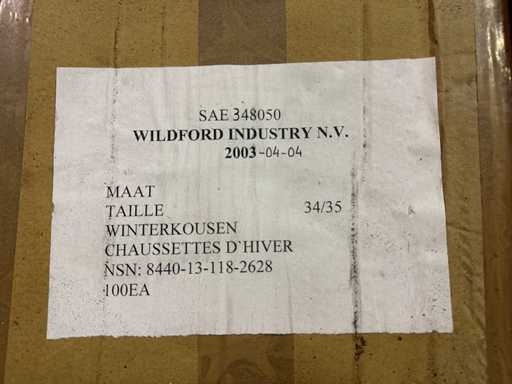 SAE 348050
WILDFORD INDUSTRY N.V.
2003-04-04
MAAT
TAILLE 34/35
WINTERKOUSEN
CHAUSSETTES D`HIVER
NSN: 8440-13-118-2628
100EA